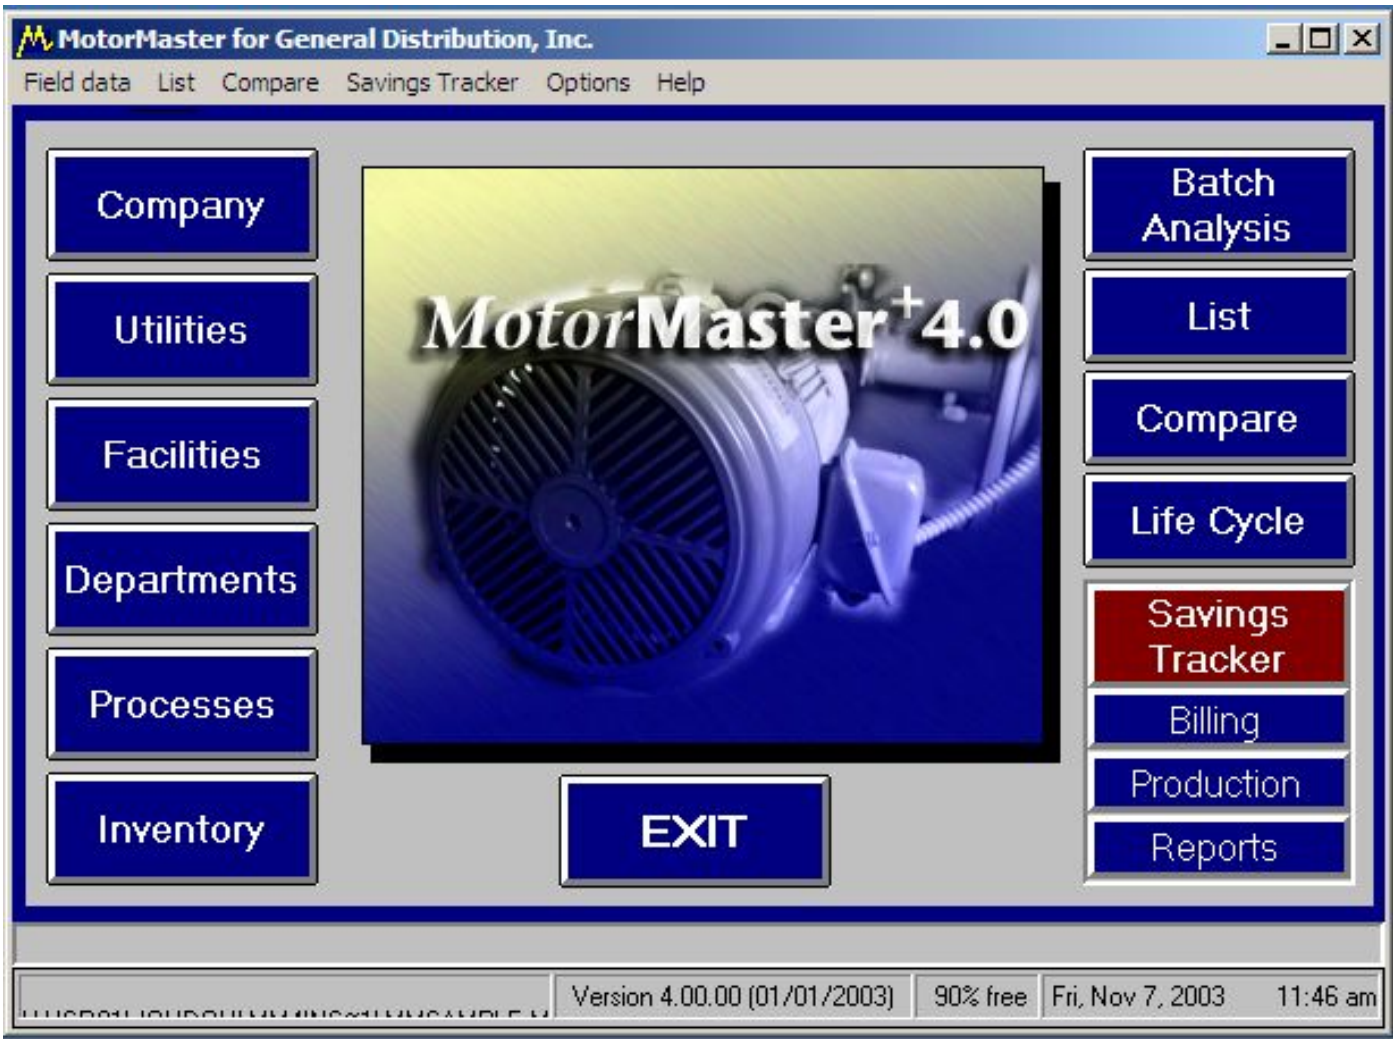 MotorMaster for General Distribution, Inc.
Field data List Compare Savings Tracker Options Help
Company
Utilities
Facilities
Departments
Processes
Inventory
MotorMaster+4.0
EXIT
Batch
Analysis
List
Compare
Life Cycle
Savings
Tracker
Billing
Production
Reports
Version 4.00.00 (01/01/2003) 90% free Fri, Nov 7, 2003 11:46 am